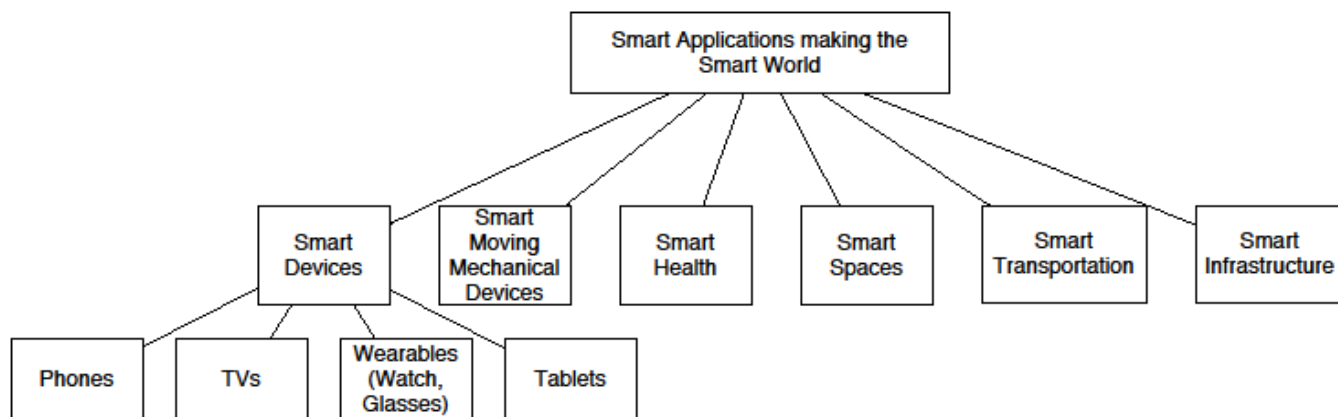 Smart Applications making the
Smart World
Smart
Devices
Smart
Moving
Mechanical
Devices
Smart
Health
Smart
Spaces
Smart
Transportation
Smart
Infrastructure
Phones
TVs
Wearables
(Watch,
Glasses)
Tablets